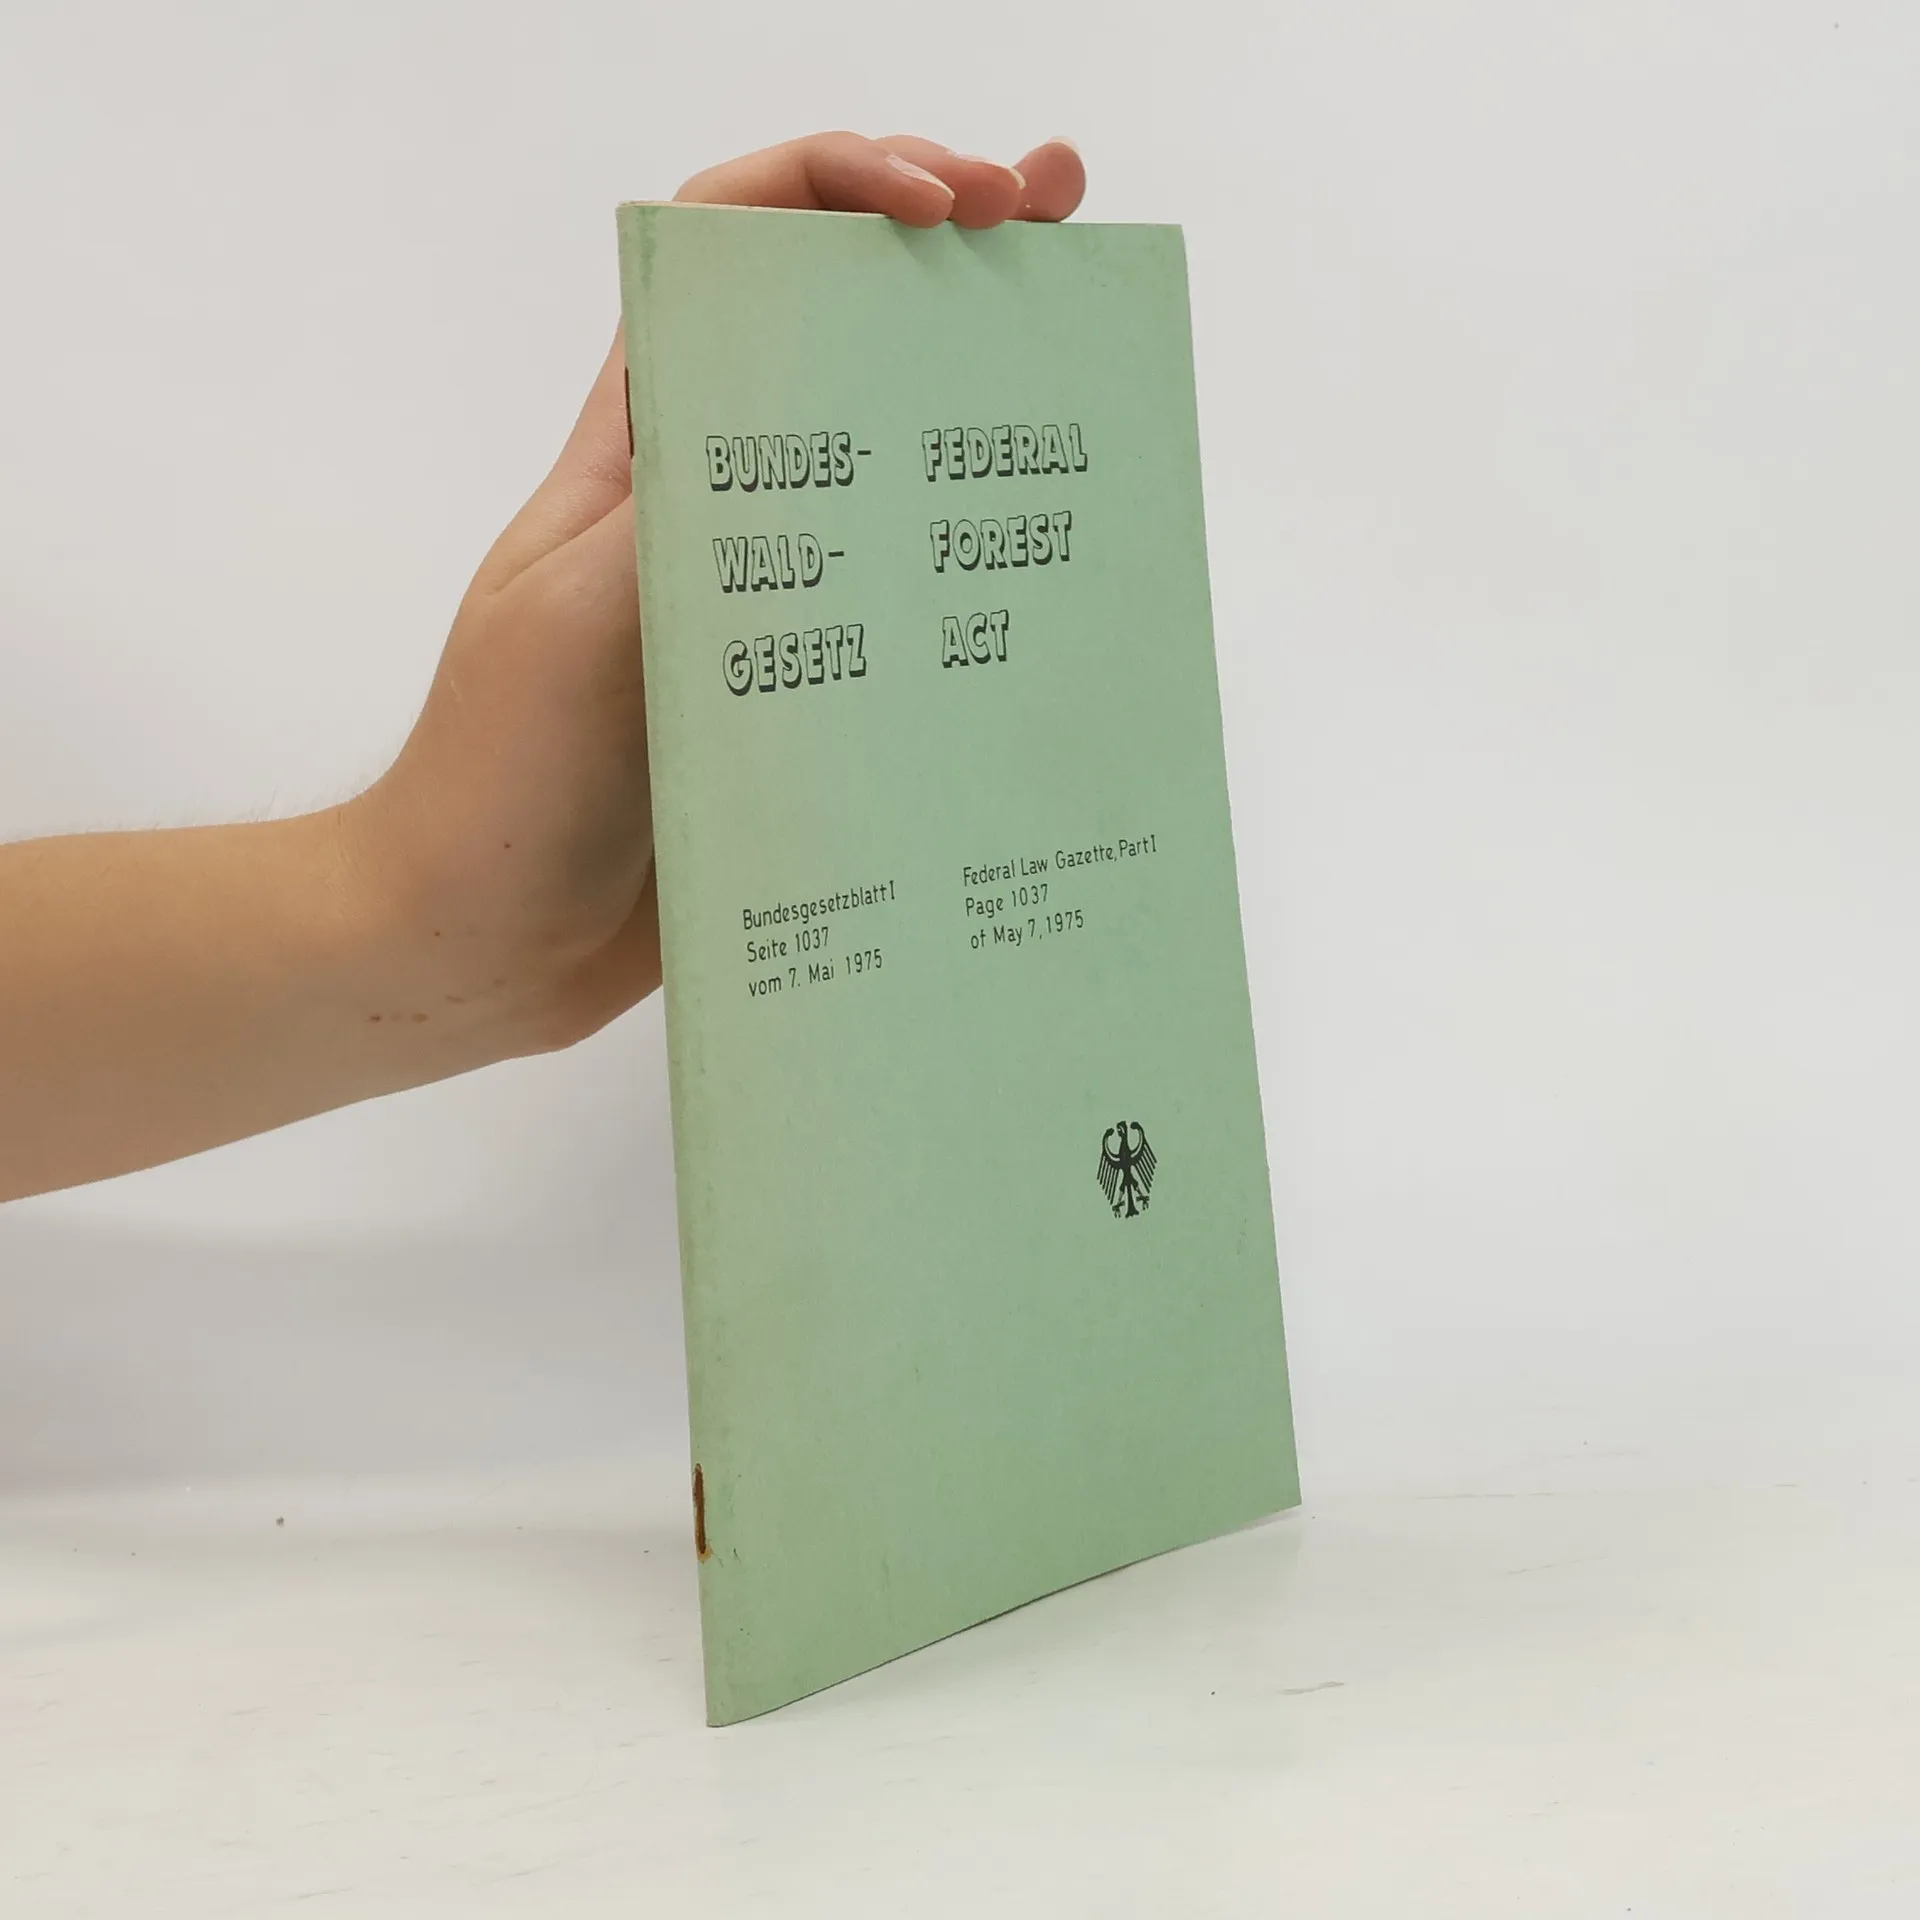 BUNDES-
WALD-
GESETZ
FEDERAL
FOREST
ACT
Bundesgesetzblatt I
Seite 1037
vom 7. Mai 1975
Federal Law Gazette, Part I
Page 1037
of May 7, 1975